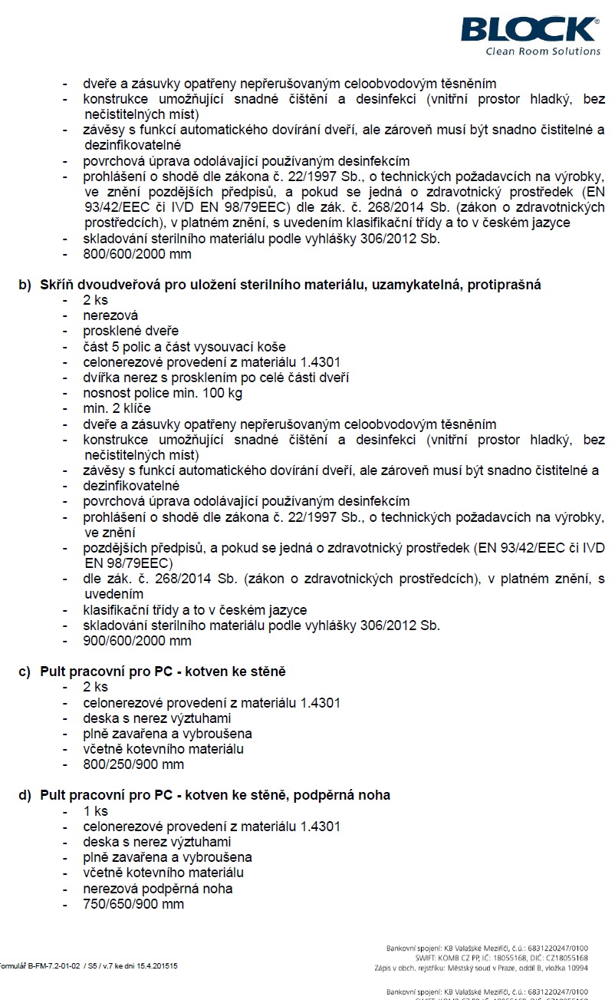 BLOCK®
Clean Room Solutions
- dveře a zásuvky opatřeny nepřerušovaným celoobvodovým těsněním
- konstrukce umožňující snadné čištění a desinfekci (vnitřní prostor hladký, bez
nečistitelných míst)
- závěsy s funkcí automatického dovírání dveří, ale zároveň musí být snadno čistitelné a
dezinfikovatelné
- povrchová úprava odolávající používaným desinfekcím
- prohlášení o shodě dle zákona č. 22/1997 Sb., o technických požadavcích na výrobky,
ve znění pozdějších předpisů, a pokud se jedná o zdravotnický prostředek (EN
93/42/EEC či IVD EN 98/79EEC) dle zák. č. 268/2014 Sb. (zákon o zdravotnických
prostředcích), v platném znění, s uvedením klasifikační třídy a to v českém jazyce
- skladování sterilního materiálu podle vyhlášky 306/2012 Sb.
- 800/600/2000 mm
b) Skříň dvoudveřová pro uložení sterilního materiálu, uzamykatelná, protiprašná
- 2 ks
- nerezová
- prosklené dveře
- část 5 polic a část vysouvací koše
- celonerezové provedení z materiálu 1.4301
- dvířka nerez s prosklením po celé části dveří
- nosnost police min. 100 kg
- min. 2 klíče
- dveře a zásuvky opatřeny nepřerušovaným celoobvodovým těsněním
- konstrukce umožňující snadné čištění a desinfekci (vnitřní prostor hladký, bez
nečistitelných míst)
- závěsy s funkcí automatického dovírání dveří, ale zároveň musí být snadno čistitelné a
- dezinfikovatelné
- povrchová úprava odolávající používaným desinfekcím
- prohlášení o shodě dle zákona č. 22/1997 Sb., o technických požadavcích na výrobky,
ve znění
- pozdějších předpisů, a pokud se jedná o zdravotnický prostředek (EN 93/42/EEC či IVD
EN 98/79EEC)
- dle zák. č. 268/2014 Sb. (zákon o zdravotnických prostředcích), v platném znění, s
uvedením
- klasifikační třídy a to v českém jazyce
- skladování sterilního materiálu podle vyhlášky 306/2012 Sb.
- 900/600/2000 mm
c) Pult pracovní pro PC - kotven ke stěně
- 2 ks
- celonerezové provedení z materiálu 1.4301
- deska s nerez výztuhami
- plně zavařena a vybroušena
- včetně kotevního materiálu
- 800/250/900 mm
d) Pult pracovní pro PC - kotven ke stěně, podpěrná noha
- 1 ks
- celonerezové provedení z materiálu 1.4301
- deska s nerez výztuhami
- plně zavařena a vybroušena
- včetně kotevního materiálu
- nerezová podpěrná noha
- 750/650/900 mm
Bankovní spojení: KB Valašské Meziříčí, č.ú.: 6831220247/0100
SWIFT: KOMB CZ PP, IČ: 18055168, DIČ: CZ18055168
Formulář B-FM-7.2-01-02 / S5 / v.7 ke dni 15.4.201515
Zápis v obch. rejstříku: Městský soud v Praze, oddíl B, vložka 10994
Bankovní spojení: KB Valašské Meziříčí, č.ú.: 6831220247/0100